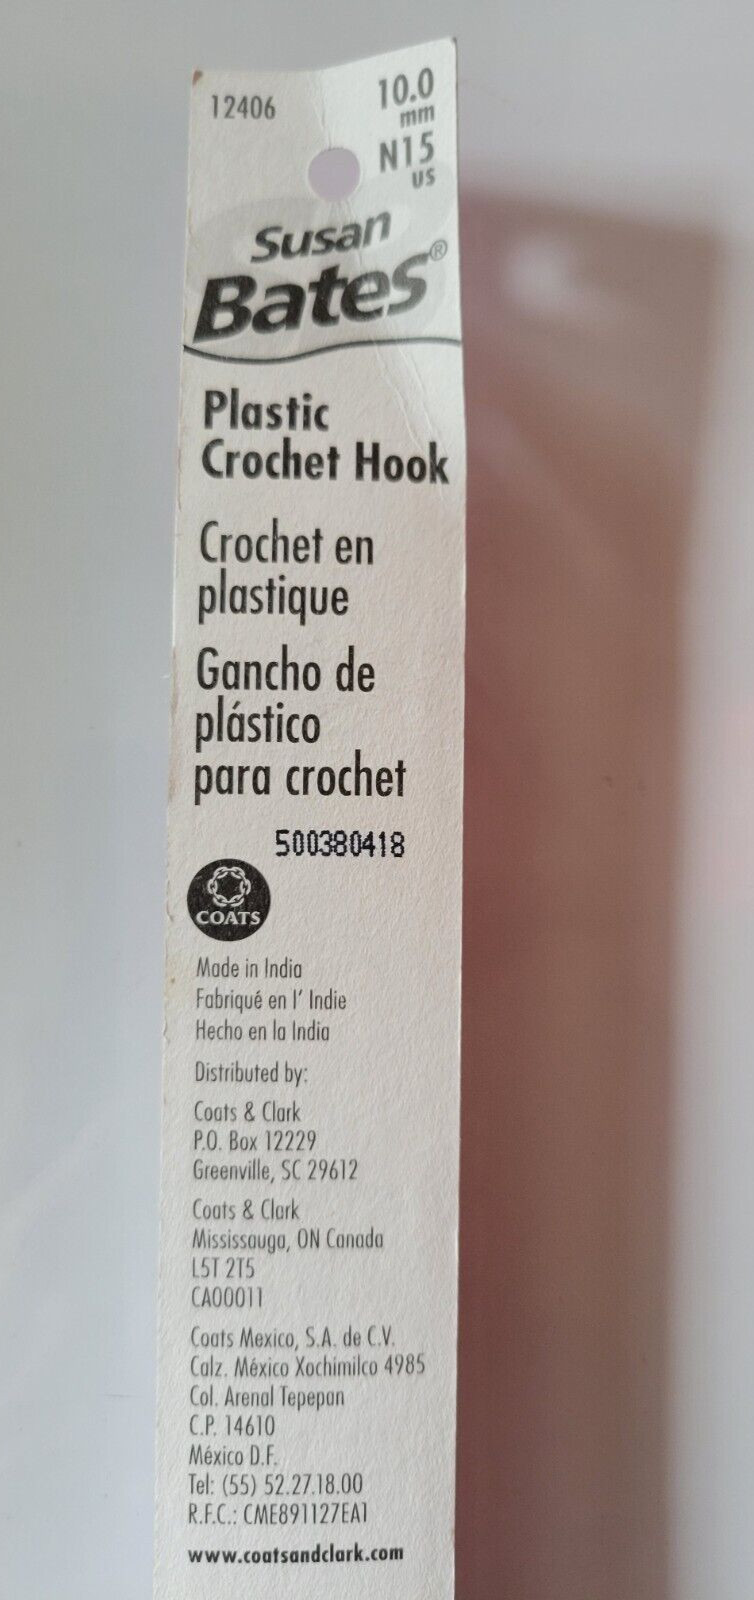 12406
10.0
mm
N15
US
Susan
Bates®
Plastic
Crochet Hook
Crochet en
plastique
Gancho de
plástico
para crochet
500380418
COATS
Made in India
Fabriqué en l' Indie
Hecho en la India
Distributed by:
Coats & Clark
P.O. Box 12229
Greenville, SC 29612
Coats & Clark
Mississauga, ON Canada
L5T 2T5
CA00011
Coats Mexico, S.A. de C.V.
Calz. México Xochimilco 4985
Col. Arenal Tepepan
C.P. 14610
México D.F.
Tel: (55) 52.27.18.00
R.F.C.: CME891127EA1
www.coatsandclark.com